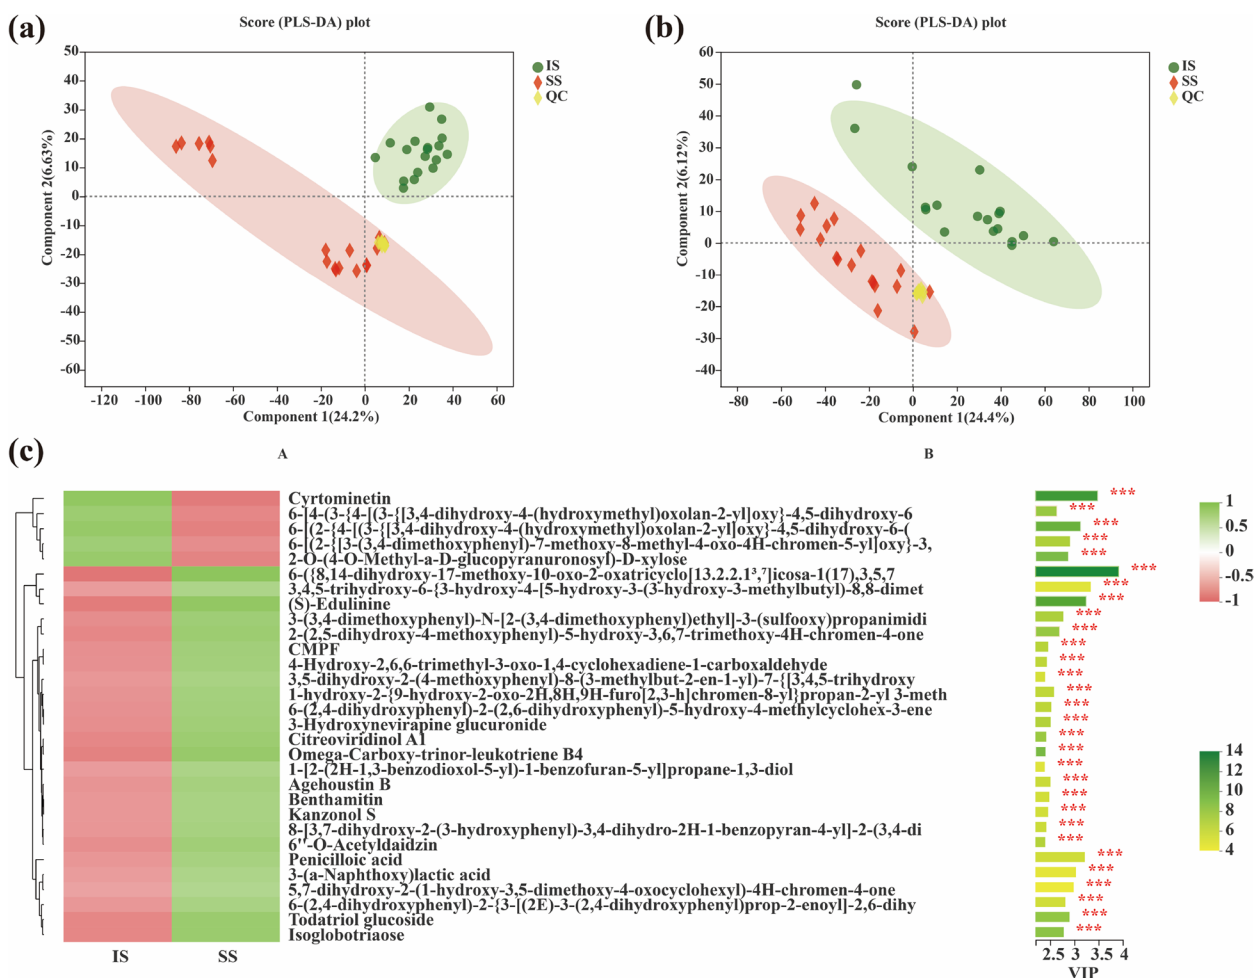 (a)
Score (PLS-DA) plot
50
40
30
20
10
0
-10
-20
-30
-40
-50
-60
Component 2(6.63%)
-120 -100 -80 -60 -40 -20 0 20 40 60
Component 1(24.2%)
IS
SS
QC
A
(b)
Score (PLS-DA) plot
60
50
40
30
20
10
0
-10
-20
-30
-40
Component 2(6.12%)
-80 -60 -40 -20 0 20 40 60 80 100
Component 1(24.4%)
IS
SS
QC
B
(c)
Cyrtominetin ***
6-[4-(3-{4-[(3-{[3,4-dihydroxy-4-(hydroxymethyl)oxolan-2-yl]oxy}-4,5-dihydroxy-6 ***
6-[(2-{4-[(3-{[3,4-dihydroxy-4-(hydroxymethyl)oxolan-2-yl]oxy}-4,5-dihydroxy-6-( ***
6-[(2-{[3-(3,4-dimethoxyphenyl)-7-methoxy-8-methyl-4-oxo-4H-chromen-5-yl]oxy}-3, ***
2-O-(4-O-Methyl-a-D-glucopyranuronosyl)-D-xylose ***
6-({8,14-dihydroxy-17-methoxy-10-oxo-2-oxatricyclo[13.2.2.1³,⁷]icosa-1(17),3,5,7 ***
3,4,5-trihydroxy-6-{3-hydroxy-4-[5-hydroxy-3-(3-hydroxy-3-methylbutyl)-8,8-dimet ***
(S)-Edulinine ***
3-(3,4-dimethoxyphenyl)-N-[2-(3,4-dimethoxyphenyl)ethyl]-3-(sulfooxy)propanimidi ***
2-(2,5-dihydroxy-4-methoxyphenyl)-5-hydroxy-3,6,7-trimethoxy-4H-chromen-4-one ***
CMPF ***
4-Hydroxy-2,6,6-trimethyl-3-oxo-1,4-cyclohexadiene-1-carboxaldehyde ***
3,5-dihydroxy-2-(4-methoxyphenyl)-8-(3-methylbut-2-en-1-yl)-7-{[3,4,5-trihydroxy ***
1-hydroxy-2-{9-hydroxy-2-oxo-2H,8H,9H-furo[2,3-h]chromen-8-yl}propan-2-yl 3-meth ***
6-(2,4-dihydroxyphenyl)-2-(2,6-dihydroxyphenyl)-5-hydroxy-4-methylcyclohex-3-ene ***
3-Hydroxynevirapine glucuronide ***
Citreoviridinol A1 ***
Omega-Carboxy-trinor-leukotriene B4 ***
1-[2-(2H-1,3-benzodioxol-5-yl)-1-benzofuran-5-yl]propane-1,3-diol ***
Agehoustin B ***
Benthamitin ***
Kanzonol S ***
8-[3,7-dihydroxy-2-(3-hydroxyphenyl)-3,4-dihydro-2H-1-benzopyran-4-yl]-2-(3,4-di ***
6''-O-Acetyldaidzin ***
Penicilloic acid ***
3-(a-Naphthoxy)lactic acid ***
5,7-dihydroxy-2-(1-hydroxy-3,5-dimethoxy-4-oxocyclohexyl)-4H-chromen-4-one ***
6-(2,4-dihydroxyphenyl)-2-{3-[(2E)-3-(2,4-dihydroxyphenyl)prop-2-enoyl]-2,6-dihy ***
Todatriol glucoside ***
Isoglobotriaose ***
IS SS
2.5 3 3.5 4
VIP
1
0.5
0
-0.5
-1
14
12
10
8
6
4